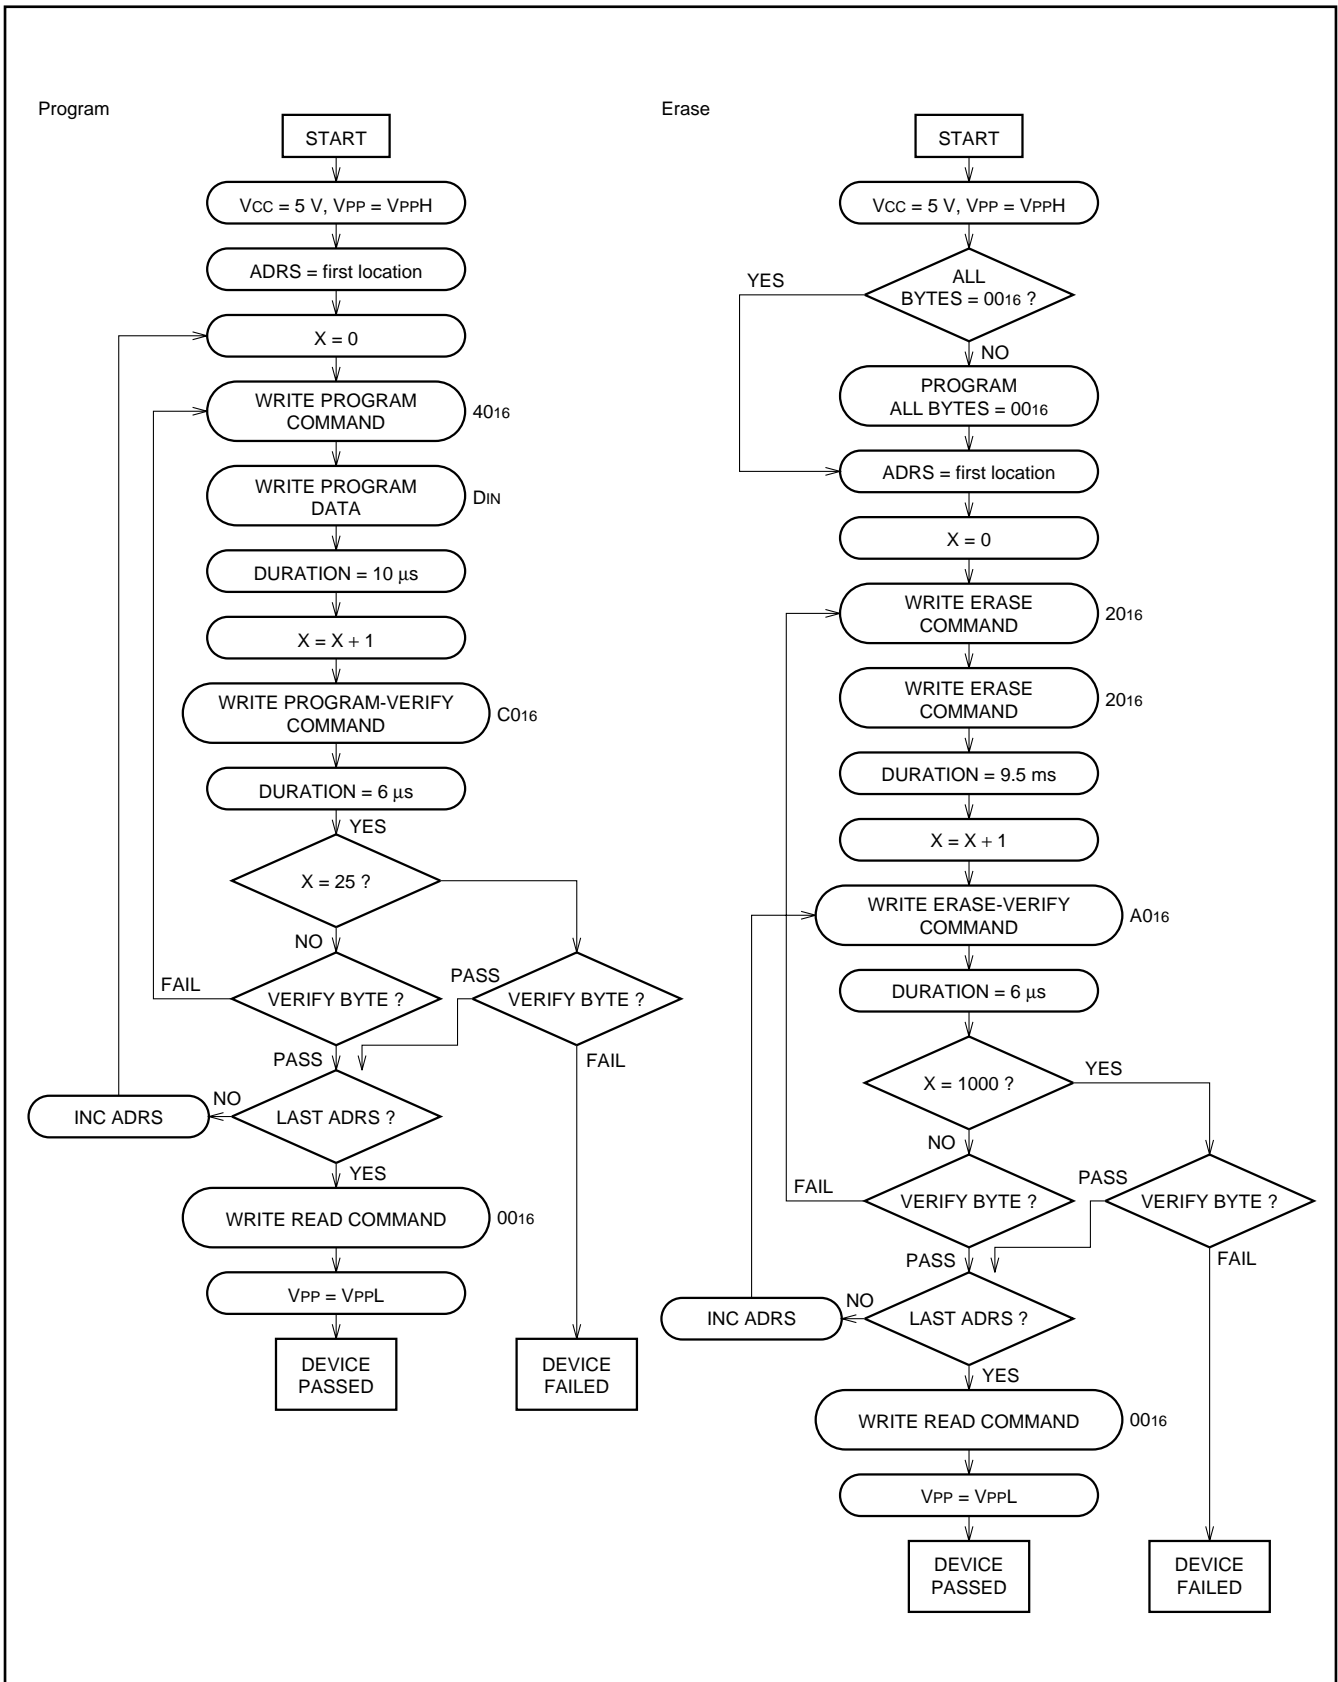 Program
START
VCC = 5 V, VPP = VPPH
ADRS = first location
X = 0
WRITE PROGRAM
COMMAND
4016
WRITE PROGRAM
DATA
DIN
DURATION = 10 μs
X = X + 1
WRITE PROGRAM-VERIFY
COMMAND
C016
DURATION = 6 μs
YES
X = 25 ?
NO
FAIL
VERIFY BYTE ?
PASS
VERIFY BYTE ?
PASS
FAIL
INC ADRS
NO
LAST ADRS ?
YES
WRITE READ COMMAND
0016
VPP = VPPL
DEVICE
PASSED
DEVICE
FAILED
Erase
START
VCC = 5 V, VPP = VPPH
YES
ALL
BYTES = 0016 ?
NO
PROGRAM
ALL BYTES = 0016
ADRS = first location
X = 0
WRITE ERASE
COMMAND
2016
WRITE ERASE
COMMAND
2016
DURATION = 9.5 ms
X = X + 1
WRITE ERASE-VERIFY
COMMAND
A016
DURATION = 6 μs
X = 1000 ?
YES
NO
FAIL
VERIFY BYTE ?
PASS
VERIFY BYTE ?
PASS
FAIL
INC ADRS
NO
LAST ADRS ?
YES
WRITE READ COMMAND
0016
VPP = VPPL
DEVICE
PASSED
DEVICE
FAILED